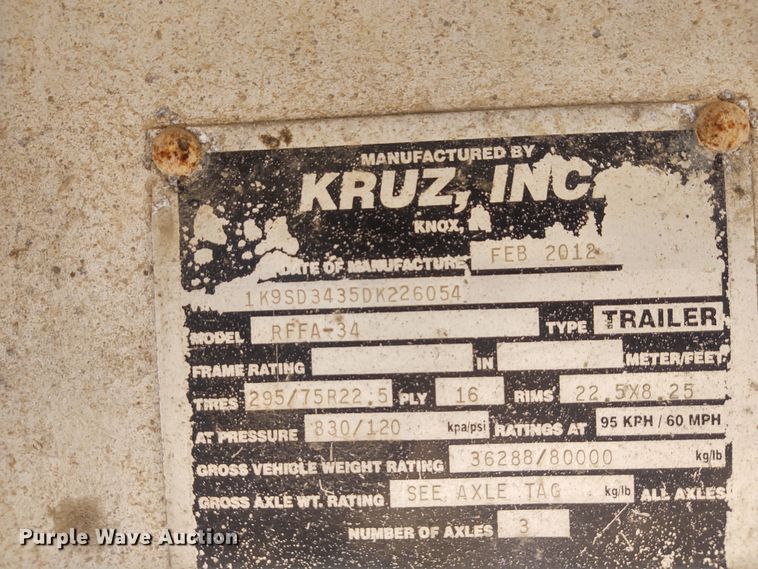 MANUFACTURED BY
KRUZ, INC.
KNOX,
DATE OF MANUFACTURE FEB 2012
1K9SD3435DK226054
MODEL RFFA-34 TYPE TRAILER
FRAME RATING IN METER/FEET
TIRES 295/75R22.5 PLY 16 RIMS 22.5X8.25
AT PRESSURE 830/120 kpa/psi RATINGS AT 95 KPH / 60 MPH
GROSS VEHICLE WEIGHT RATING 36288/80000 kg/lb
GROSS AXLE WT. RATING SEE AXLE TAG kg/lb ALL AXLES
NUMBER OF AXLES 3
Purple Wave Auction